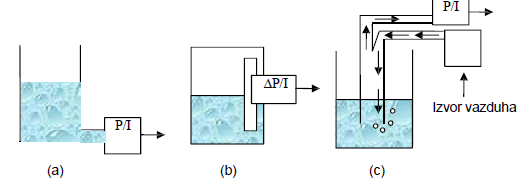 P/I
ΔP/I
P/I
Izvor vazduha
(a)
(b)
(c)